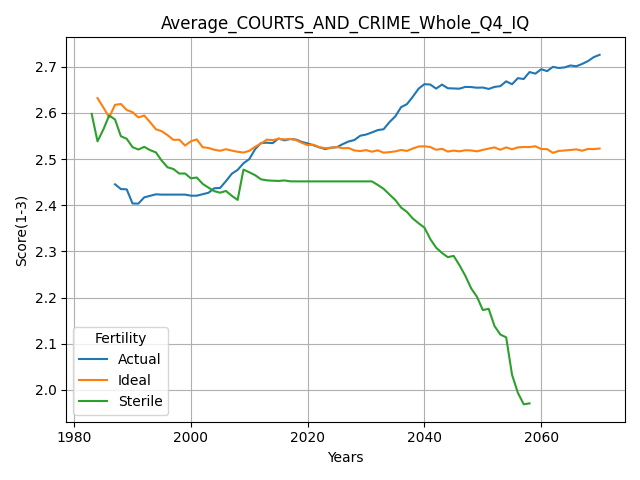 Average_COURTS_AND_CRIME_Whole_Q4_IQ
Score(1-3)
2.7
2.6
2.5
2.4
2.3
2.2
2.1
2.0
Fertility
Actual
Ideal
Sterile
1980 2000 2020 2040 2060
Years